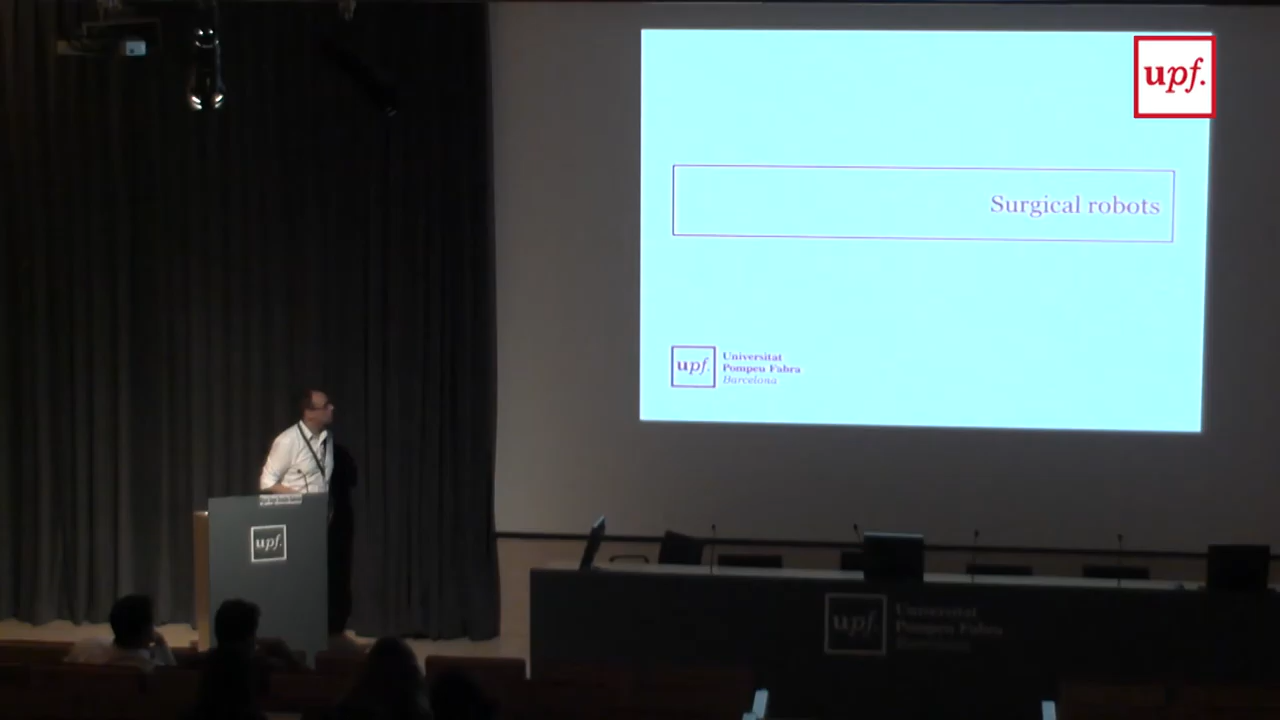 upf.
Surgical robots
upf.
Universitat
Pompeu Fabra
Barcelona
upf.
upf.
Universitat
Pompeu Fabra